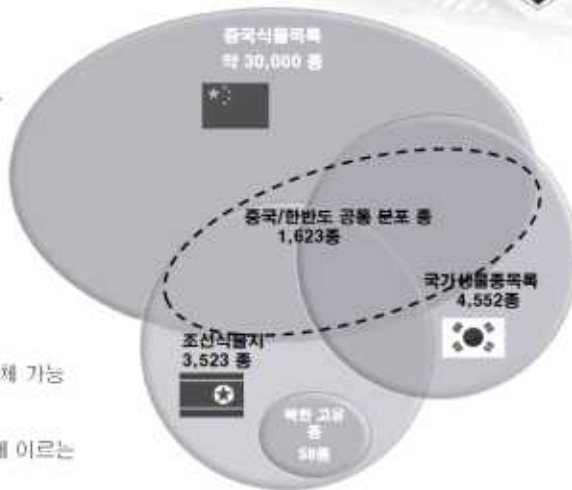 중국식물목록
약 30,000 종
중국/한반도 공통 분포 종
1,623종
국가생물종목록
4,552종
조선식물지
3,523 종
체 가능
북한 고유
종
58종
에 이르는